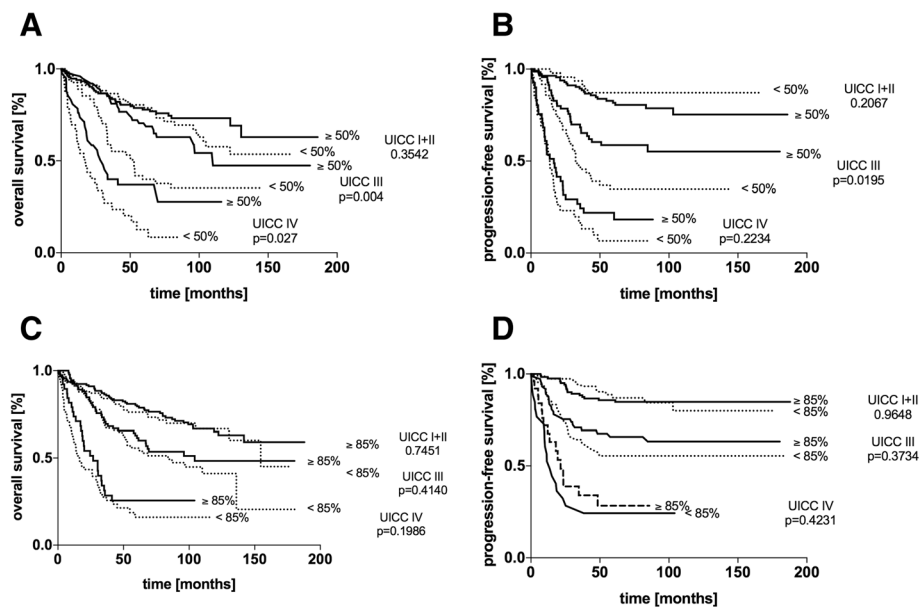 A
overall survival [%]
1.0
0.5
0.0
0 50 100 150 200
time [months]
≥ 50%
< 50%
UICC I+II
0.3542
≥ 50%
UICC III
p=0.004
< 50%
≥ 50%
UICC IV
p=0.027
< 50%
B
progression-free survival [%]
1.0
0.5
0.0
0 50 100 150 200
time [months]
< 50%
UICC I+II
0.2067
≥ 50%
≥ 50%
UICC III
p=0.0195
< 50%
≥ 50%
UICC IV
p=0.2234
< 50%
C
overall survival [%]
1.0
0.5
0.0
0 50 100 150 200
time [months]
≥ 85%
UICC I+II
0.7451
≥ 85%
< 85%
UICC III
p=0.4140
≥ 85%
< 85%
< 85%
UICC IV
p=0.1986
D
progression-free survival [%]
1.0
0.5
0.0
0 50 100 150 200
time [months]
≥ 85%
< 85%
UICC I+II
0.9648
≥ 85%
< 85%
UICC III
p=0.3734
≥ 85%
< 85%
UICC IV
p=0.4231